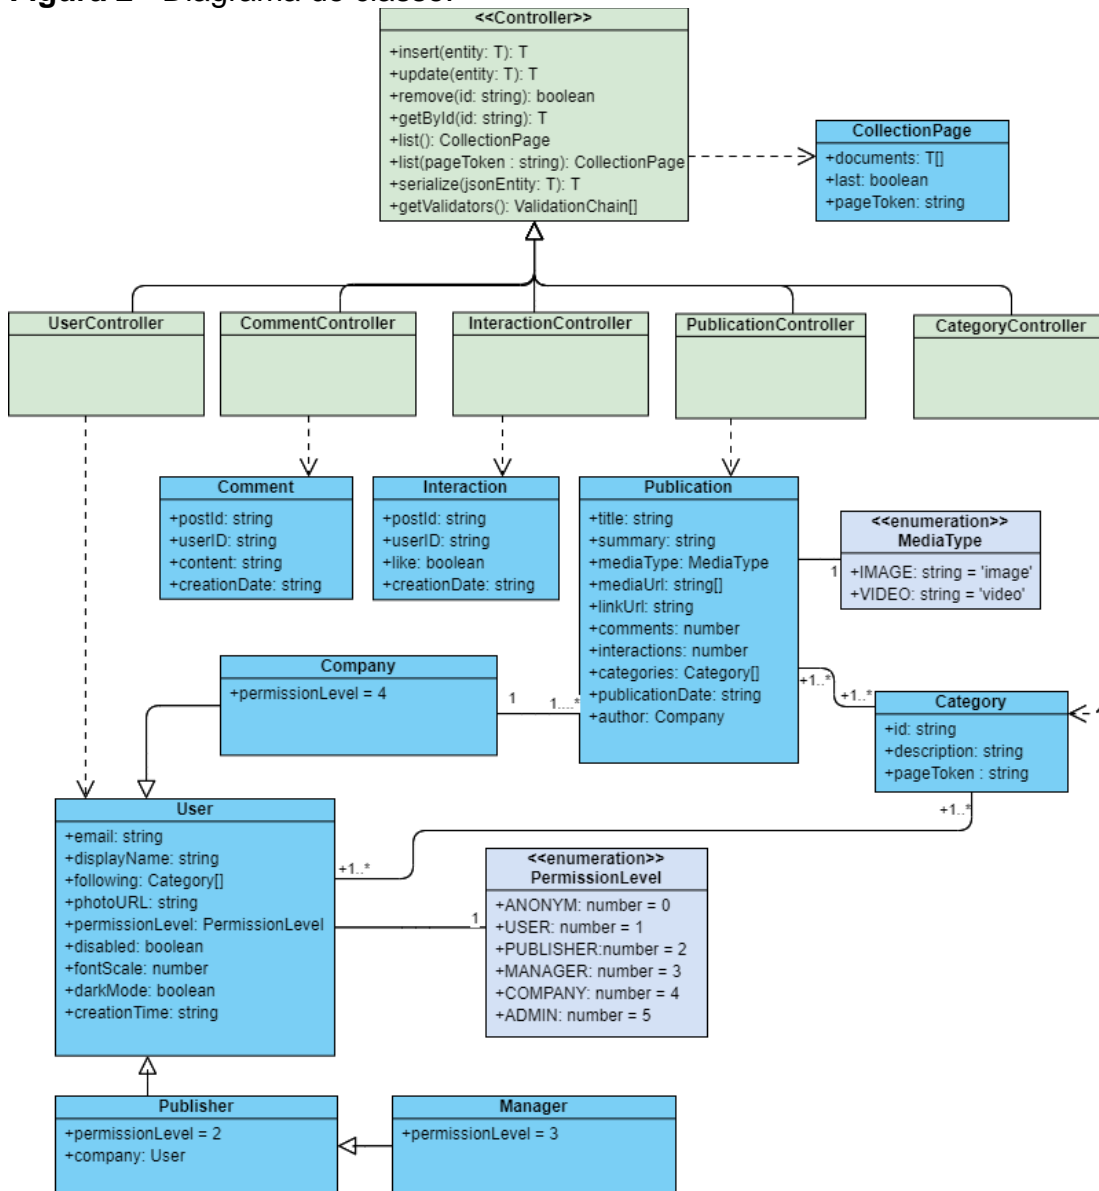 Figura 2 - Diagrama de classe.
<<Controller>>
+insert(entity: T): T
+update(entity: T): T
+remove(id: string): boolean
+getById(id: string): T
+list(): CollectionPage
+list(pageToken : string): CollectionPage
+serialize(jsonEntity: T): T
+getValidators(): ValidationChain[]
CollectionPage
+documents: T[]
+last: boolean
+pageToken: string
UserController
CommentController
InteractionController
PublicationController
CategoryController
Comment
+postId: string
+userID: string
+content: string
+creationDate: string
Interaction
+postId: string
+userID: string
+like: boolean
+creationDate: string
Publication
+title: string
+summary: string
+mediaType: MediaType
+mediaUrl: string[]
+linkUrl: string
+comments: number
+interactions: number
+categories: Category[]
+publicationDate: string
+author: Company
<<enumeration>>
MediaType
+IMAGE: string = 'image'
+VIDEO: string = 'video'
1
Company
+permissionLevel = 4
1
1....*
+1..*
+1..*
Category
+id: string
+description: string
+pageToken : string
+1..*
User
+email: string
+displayName: string
+following: Category[]
+photoURL: string
+permissionLevel: PermissionLevel
+disabled: boolean
+fontScale: number
+darkMode: boolean
+creationTime: string
+1..*
1
<<enumeration>>
PermissionLevel
+ANONYM: number = 0
+USER: number = 1
+PUBLISHER:number = 2
+MANAGER: number = 3
+COMPANY: number = 4
+ADMIN: number = 5
Publisher
+permissionLevel = 2
+company: User
Manager
+permissionLevel = 3